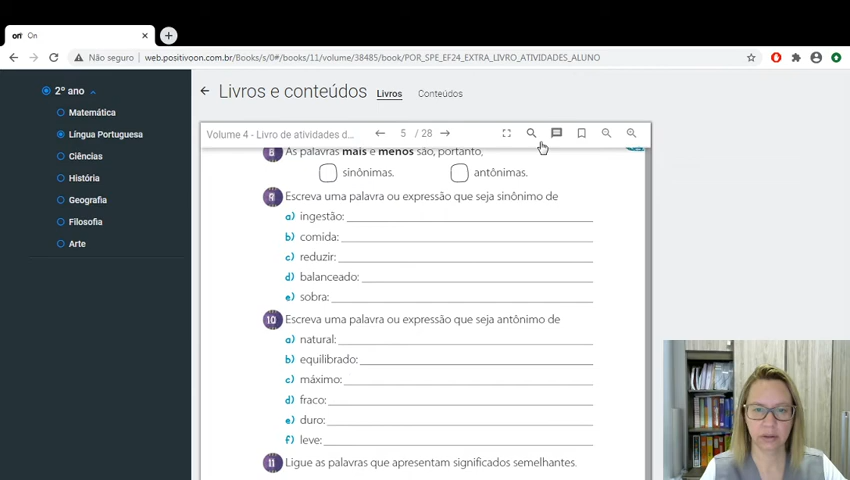 On
Não seguro
web.positivoon.com.br/Books/s/0#/books/11/volume/38485/book/POR_SPE_EF24_EXTRA_LIVRO_ATIVIDADES_ALUNO
2º ano
Matemática
Língua Portuguesa
Ciências
História
Geografia
Filosofia
Arte
Livros e conteúdos Livros Conteúdos
Volume 4 - Livro de atividades d... 5 / 28
8 As palavras mais e menos são, portanto,
sinônimas. antônimas.
9 Escreva uma palavra ou expressão que seja sinônimo de
a) ingestão:
b) comida:
c) reduzir:
d) balanceado:
e) sobra:
10 Escreva uma palavra ou expressão que seja antônimo de
a) natural:
b) equilibrado:
c) máximo:
d) fraco:
e) duro:
f) leve:
11 Ligue as palavras que apresentam significados semelhantes.